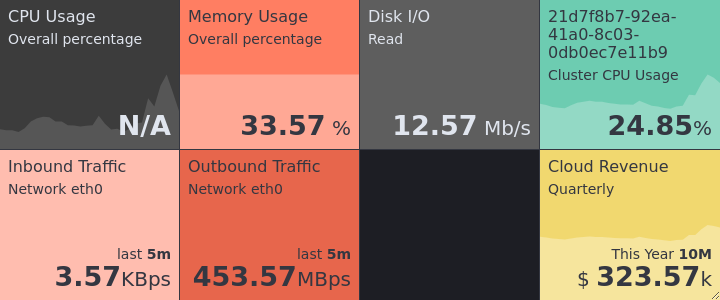 CPU Usage
Overall percentage
N/A
Memory Usage
Overall percentage
33.57 %
Disk I/O
Read
12.57 Mb/s
21d7f8b7-92ea-
41a0-8c03-
0db0ec7e11b9
Cluster CPU Usage
24.85%
Inbound Traffic
Network eth0
last 5m
3.57KBps
Outbound Traffic
Network eth0
last 5m
453.57MBps
Cloud Revenue
Quarterly
This Year 10M
$ 323.57k